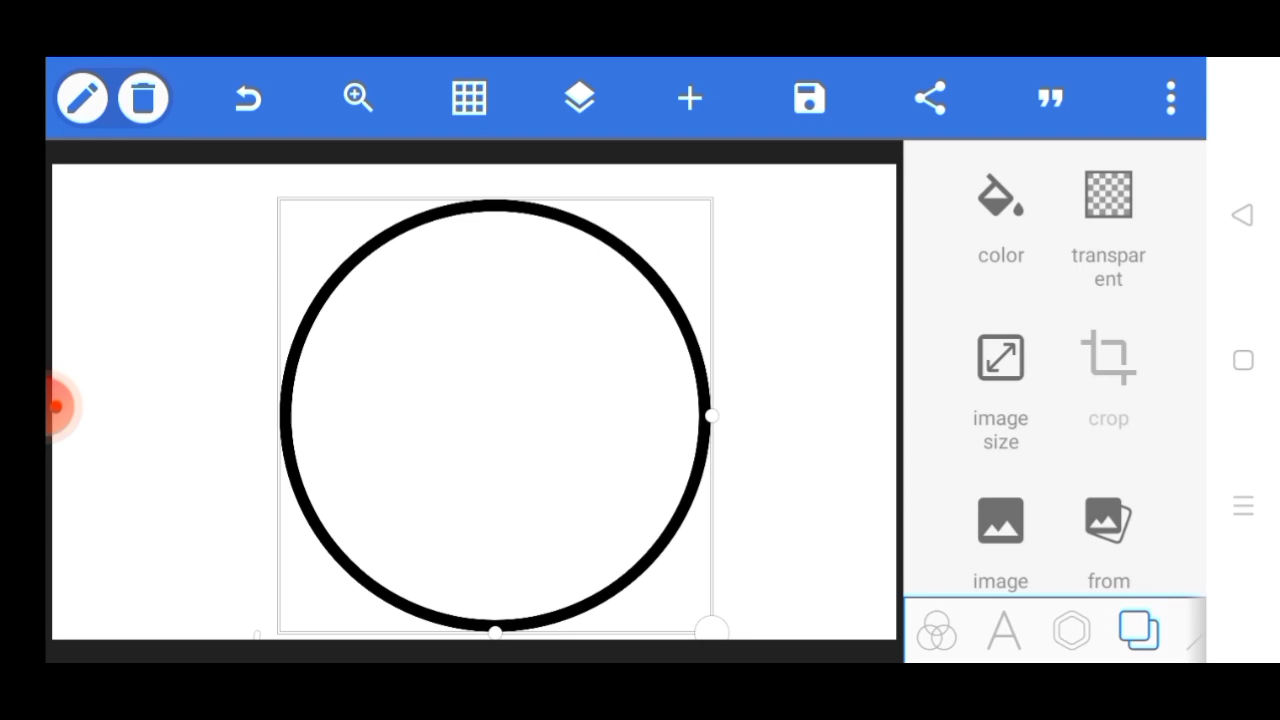 color
transpar
ent
image
size
crop
image
from